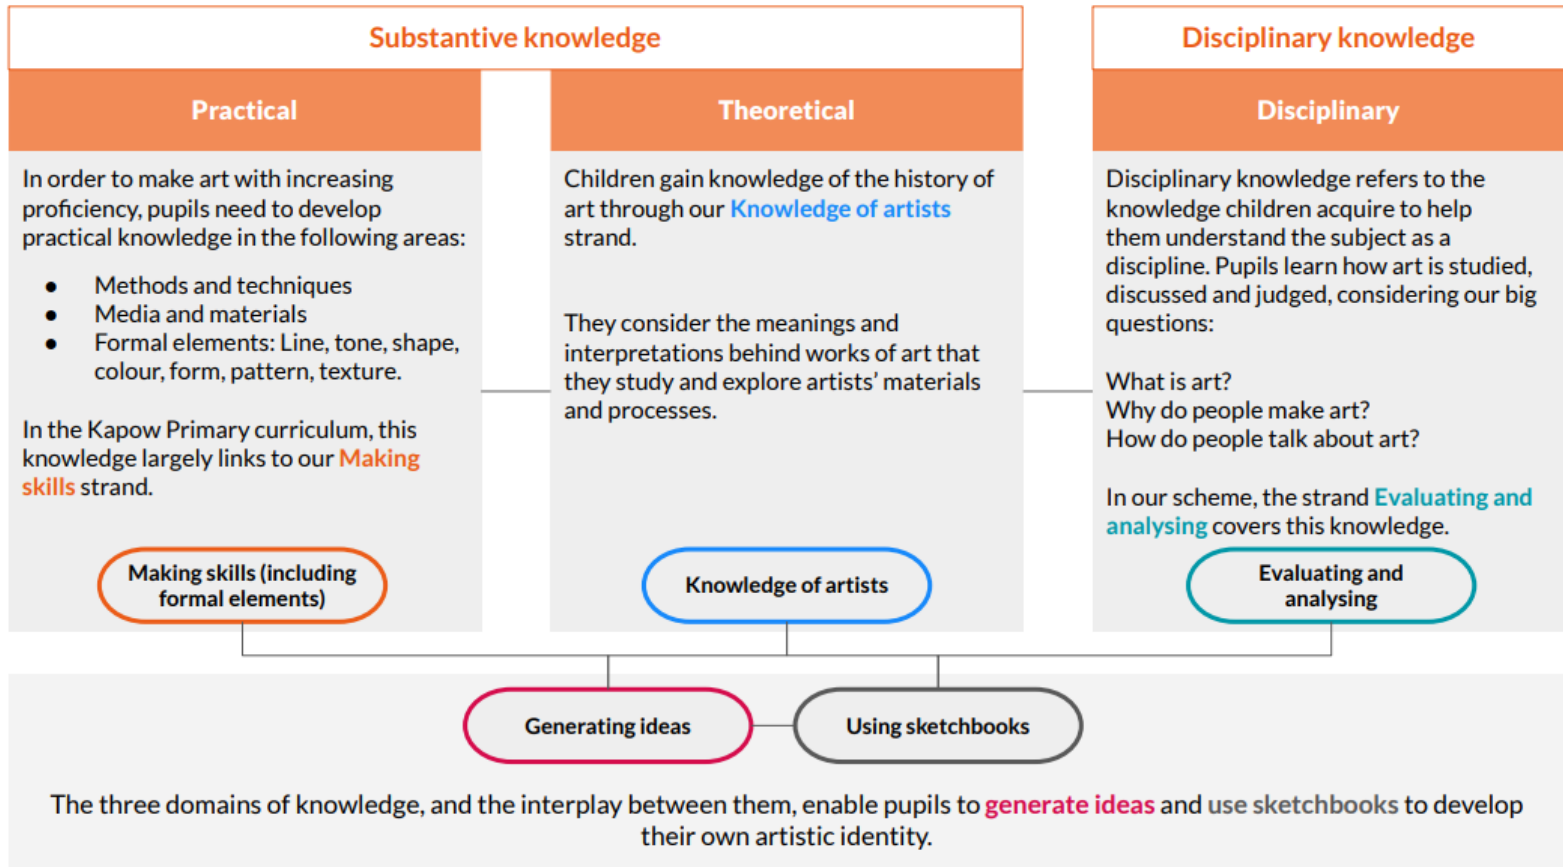 Substantive knowledge
Disciplinary knowledge
Practical
Theoretical
Disciplinary
In order to make art with increasing
proficiency, pupils need to develop
practical knowledge in the following areas:
● Methods and techniques
● Media and materials
● Formal elements: Line, tone, shape,
colour, form, pattern, texture.
In the Kapow Primary curriculum, this
knowledge largely links to our Making
skills strand.
Making skills (including
formal elements)
Children gain knowledge of the history of
art through our Knowledge of artists
strand.
They consider the meanings and
interpretations behind works of art that
they study and explore artists’ materials
and processes.
Knowledge of artists
Disciplinary knowledge refers to the
knowledge children acquire to help
them understand the subject as a
discipline. Pupils learn how art is studied,
discussed and judged, considering our big
questions:
What is art?
Why do people make art?
How do people talk about art?
In our scheme, the strand Evaluating and
analysing covers this knowledge.
Evaluating and
analysing
Generating ideas
Using sketchbooks
The three domains of knowledge, and the interplay between them, enable pupils to generate ideas and use sketchbooks to develop
their own artistic identity.